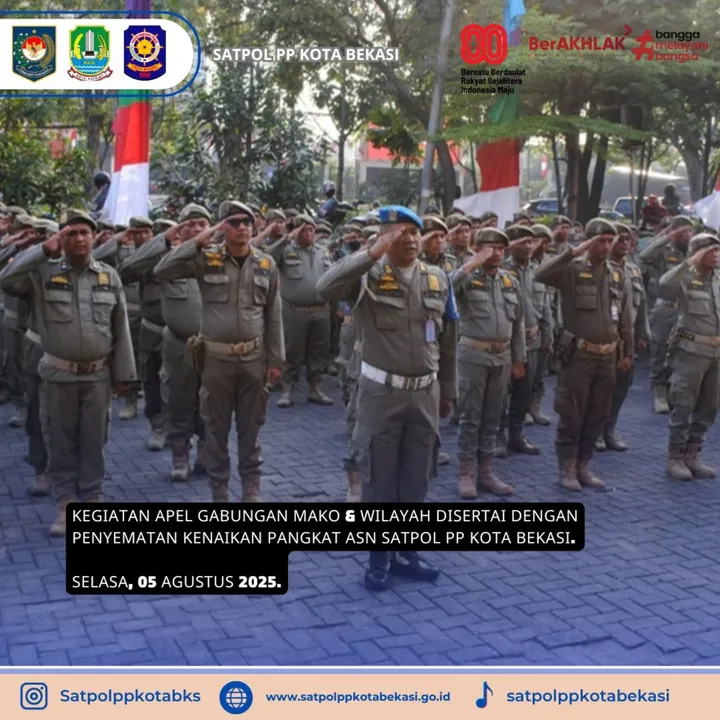 SATPOL PP KOTA BEKASI
Bersatu Berdaulat
Rakyat Sejahtera
Indonesia Maju
BerAKHLAK
bangga
melayani
bangsa
KEGIATAN APEL GABUNGAN MAKO & WILAYAH DISERTAI DENGAN
PENYEMATAN KENAIKAN PANGKAT ASN SATPOL PP KOTA BEKASI.
SELASA, 05 AGUSTUS 2025.
Satpolppkotabks
www.satpolppkotabekasi.go.id
satpolppkotabekasi